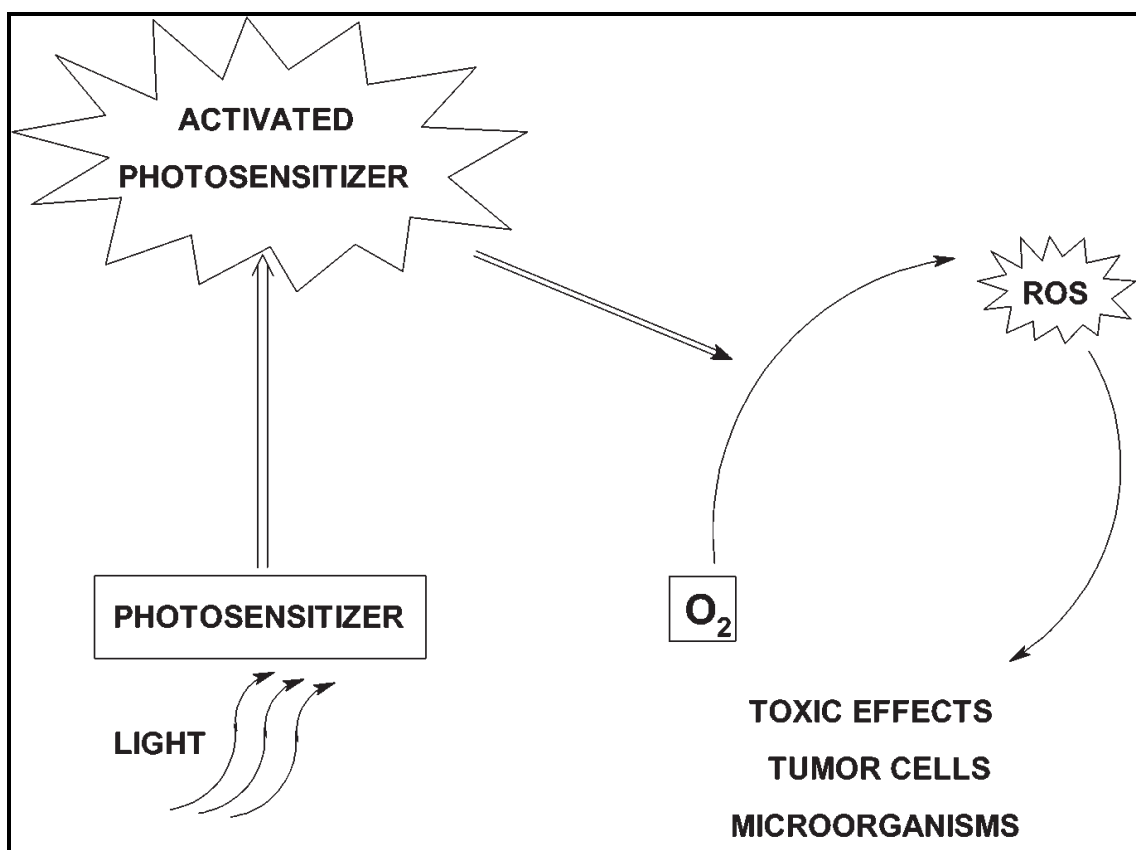 ACTIVATED
PHOTOSENSITIZER
ROS
PHOTOSENSITIZER
O₂
LIGHT
TOXIC EFFECTS
TUMOR CELLS
MICROORGANISMS